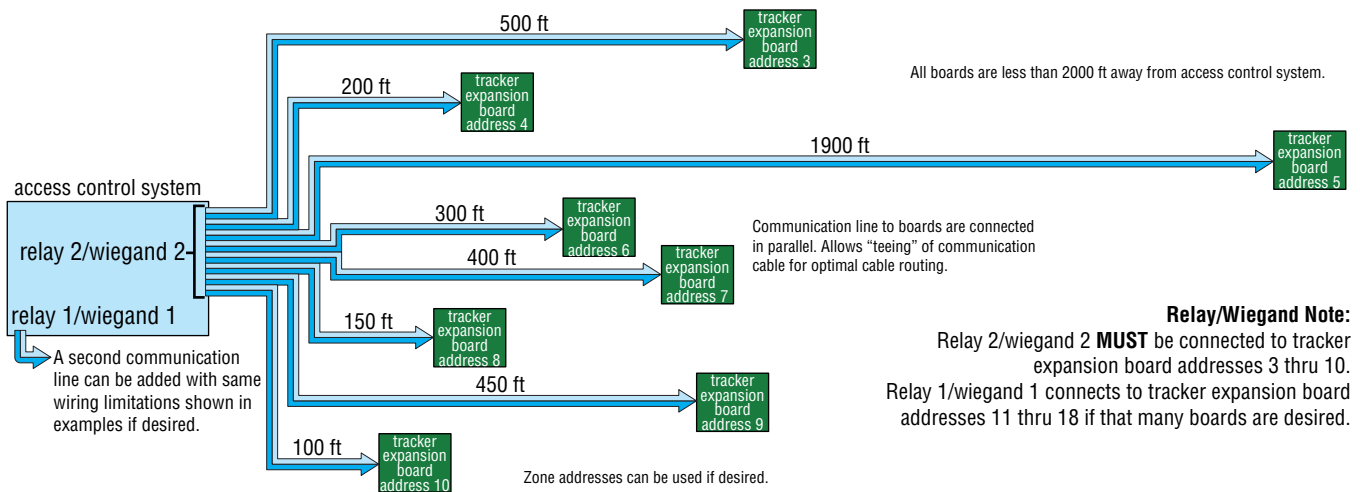 500 ft
tracker
expansion
board
address 3
All boards are less than 2000 ft away from access control system.
200 ft
tracker
expansion
board
address 4
1900 ft
tracker
expansion
board
address 5
access control system
relay 2/wiegand 2
relay 1/wiegand 1
300 ft
tracker
expansion
board
address 6
Communication line to boards are connected
in parallel. Allows “teeing” of communication
cable for optimal cable routing.
400 ft
tracker
expansion
board
address 7
150 ft
tracker
expansion
board
address 8
Relay/Wiegand Note:
Relay 2/wiegand 2 MUST be connected to tracker
expansion board addresses 3 thru 10.
Relay 1/wiegand 1 connects to tracker expansion board
addresses 11 thru 18 if that many boards are desired.
A second communication
line can be added with same
wiring limitations shown in
examples if desired.
450 ft
tracker
expansion
board
address 9
100 ft
tracker
expansion
board
address 10
Zone addresses can be used if desired.